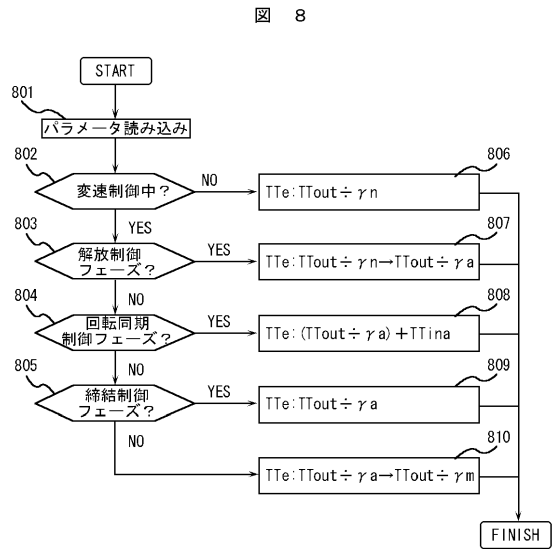 図 8
START
801
パラメータ読み込み
802
変速制御中?
NO
806
TTe:TTout÷γn
YES
803
解放制御
フェーズ?
YES
807
TTe:TTout÷γn→TTout÷γa
NO
804
回転同期
制御フェーズ?
YES
808
TTe:(TTout÷γa)+TTina
NO
805
締結制御
フェーズ?
YES
809
TTe:TTout÷γa
NO
810
TTe:TTout÷γa→TTout÷γm
FINISH